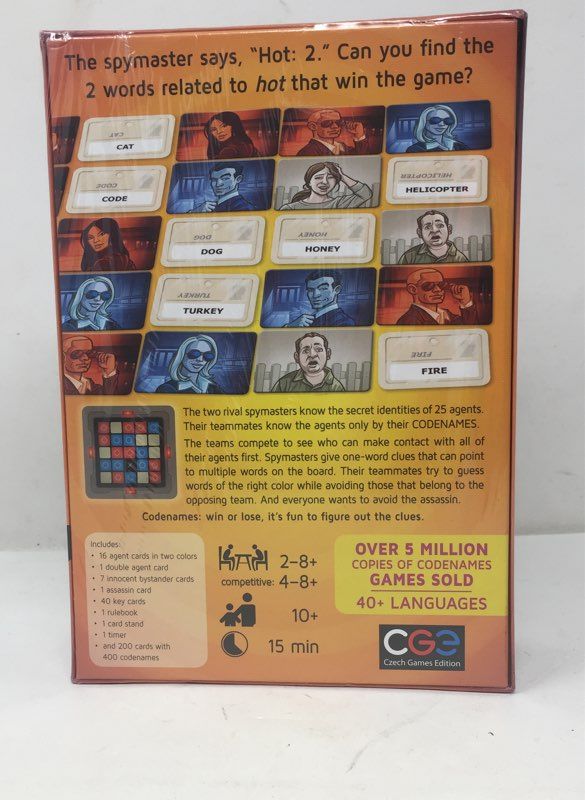 The spymaster says, “Hot: 2.” Can you find the
2 words related to hot that win the game?
CAT
CAT
CODE
CODE
HELICOPTER
HELICOPTER
DOG
DOG
HONEY
HONEY
TURKEY
TURKEY
FIRE
FIRE
The two rival spymasters know the secret identities of 25 agents.
Their teammates know the agents only by their CODENAMES.
The teams compete to see who can make contact with all of
their agents first. Spymasters give one-word clues that can point
to multiple words on the board. Their teammates try to guess
words of the right color while avoiding those that belong to the
opposing team. And everyone wants to avoid the assassin.
Codenames: win or lose, it’s fun to figure out the clues.
Includes:
• 16 agent cards in two colors
• 1 double agent card
• 7 innocent bystander cards
• 1 assassin card
• 40 key cards
• 1 rulebook
• 1 card stand
• 1 timer
• and 200 cards with
400 codenames
2–8+
competitive: 4–8+
10+
15 min
OVER 5 MILLION
COPIES OF CODENAMES
GAMES SOLD
40+ LANGUAGES
CGE
Czech Games Edition